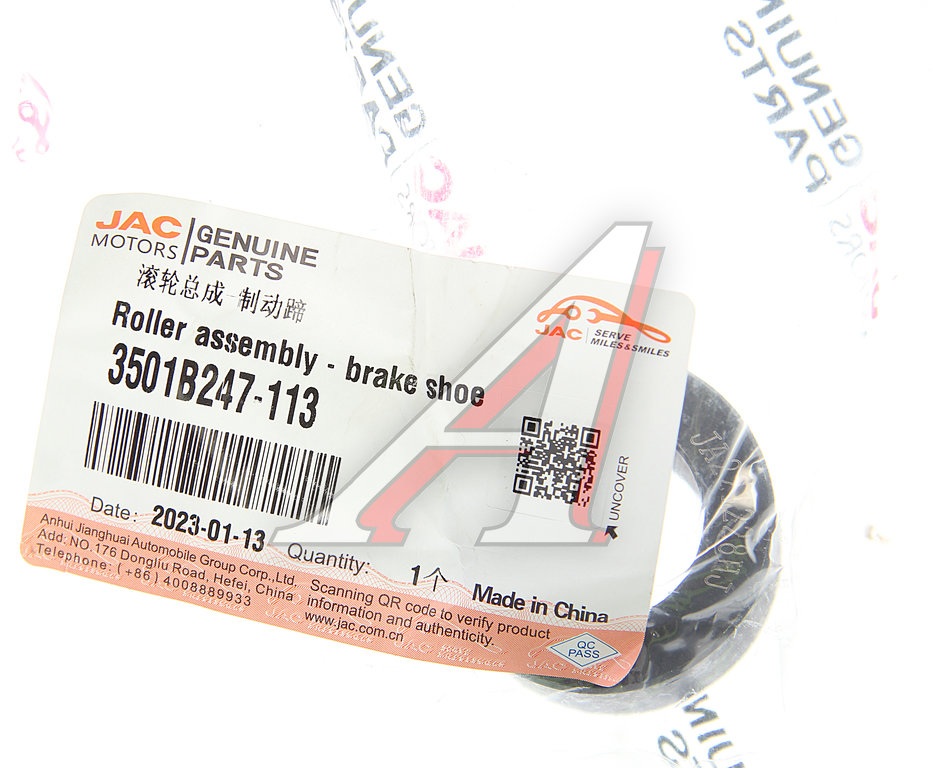 GENUINE
PARTS
GENUINE
PARTS
JAC
MOTORS
GENUINE
PARTS
滚轮总成-制动蹄
Roller assembly - brake shoe
3501B247-113
JAC
SERVE
MILES&SMILES
UNCOVER
Date: 2023-01-13
Quantity: 1个
Made in China
Anhui Jianghuai Automobile Group Corp.,Ltd.
Add: NO.176 Dongliu Road, Hefei, China
Telephone: (+86) 4008889933
Scanning QR code to verify product
information and authenticity.
www.jac.com.cn
QC
PASS